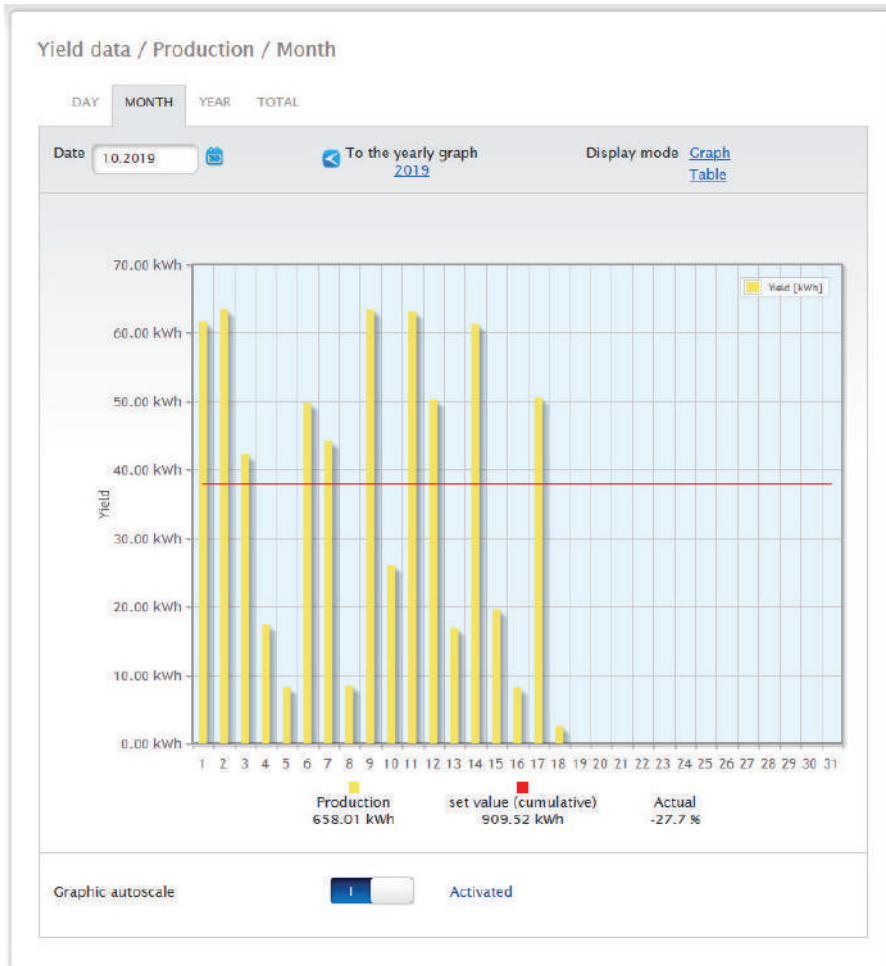 Yield data / Production / Month
DAY MONTH YEAR TOTAL
Date 10.2019 To the yearly graph Display mode Graph
2019 Table
70.00 kWh
Yield [kWh]
60.00 kWh
50.00 kWh
40.00 kWh
Yield
30.00 kWh
20.00 kWh
10.00 kWh
0.00 kWh
1 2 3 4 5 6 7 8 9 10 11 12 13 14 15 16 17 18 19 20 21 22 23 24 25 26 27 28 29 30 31
Production set value (cumulative) Actual
658.01 kWh 909.52 kWh -27.7 %
Graphic autoscale I Activated